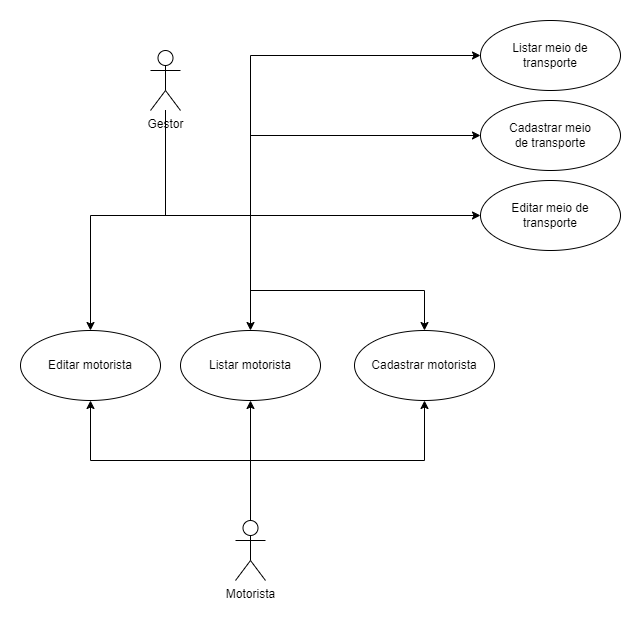 Listar meio de
transporte
Gestor
Cadastrar meio
de transporte
Editar meio de
transporte
Editar motorista
Listar motorista
Cadastrar motorista
Motorista